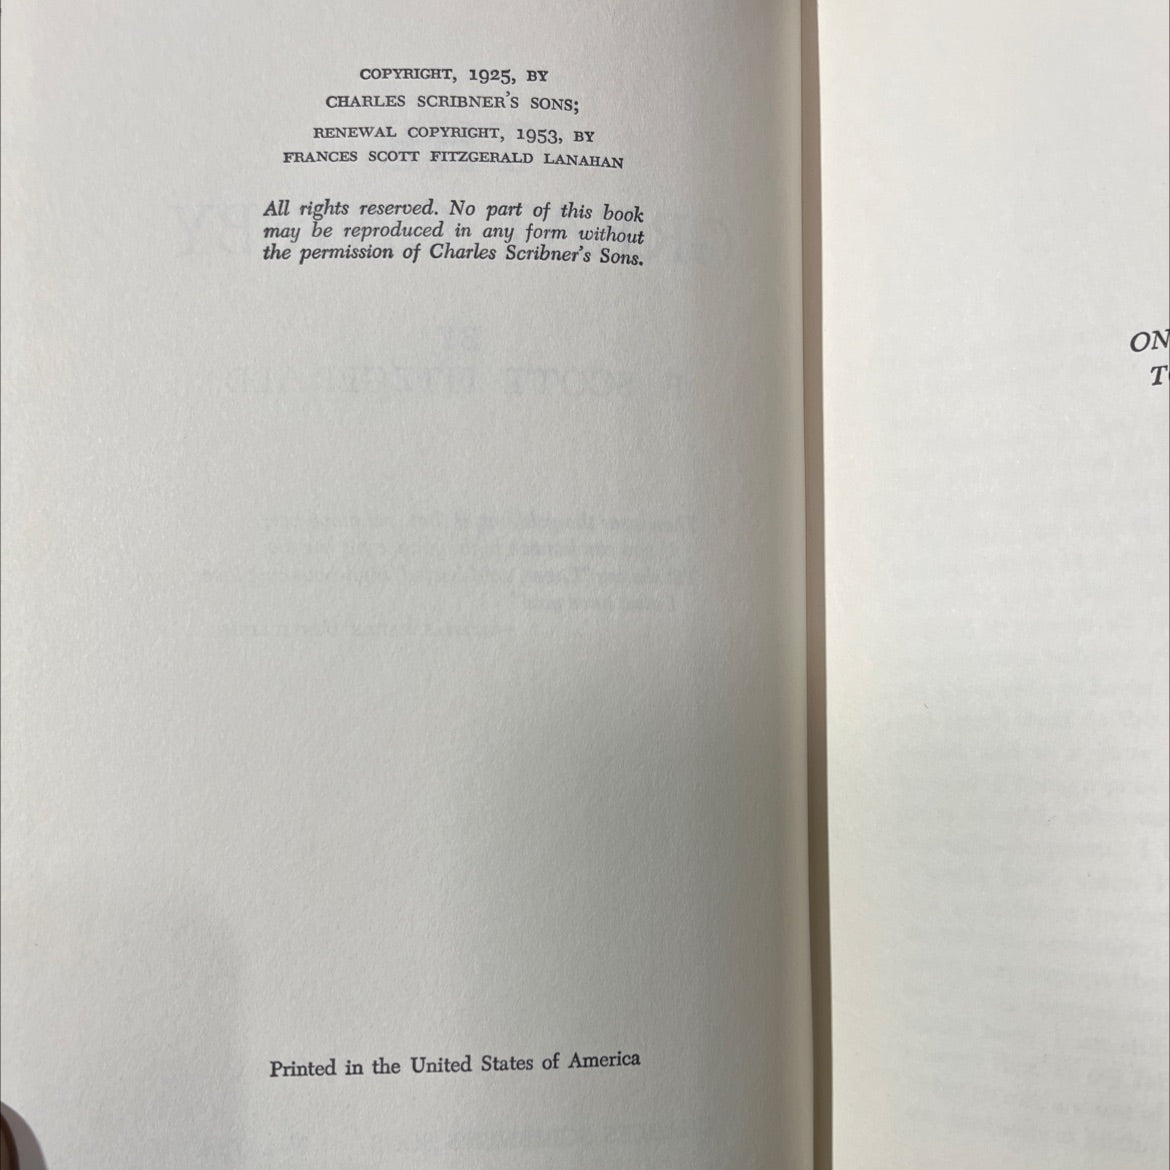 COPYRIGHT, 1925, BY
CHARLES SCRIBNER'S SONS;
RENEWAL COPYRIGHT, 1953, BY
FRANCES SCOTT FITZGERALD LANAHAN
All rights reserved. No part of this book
may be reproduced in any form without
the permission of Charles Scribner's Sons.
Printed in the United States of America
ON